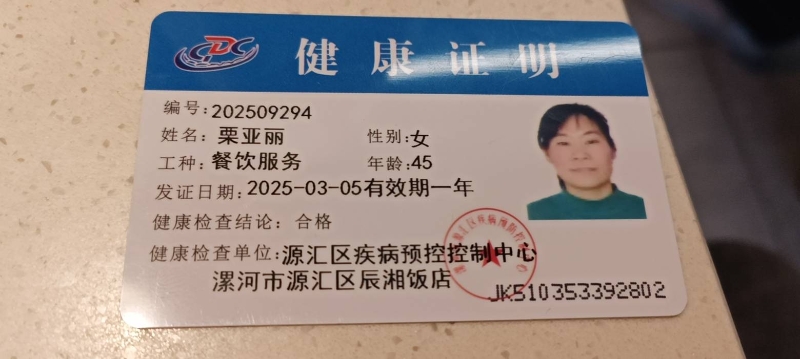 CDC
健康证明
编号:202509294
姓名:栗亚丽 性别:女
工种:餐饮服务 年龄:45
发证日期:2025-03-05有效期一年
健康检查结论:合格
健康检查单位:源汇区疾病预控控制中心
漯河市源汇区辰湘饭店
JK510353392802